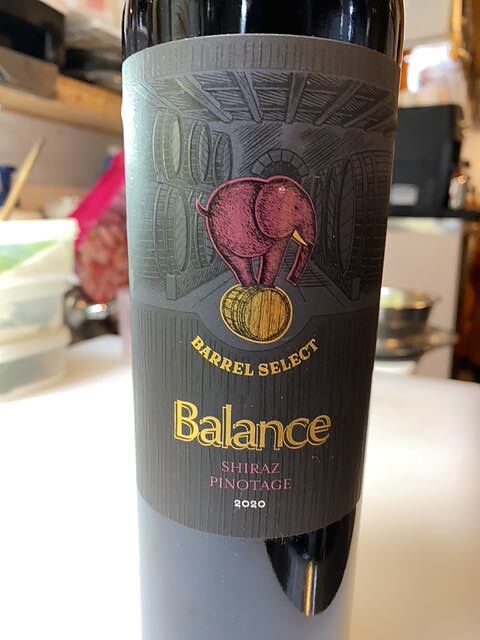 BARREL SELECT
Balance
SHIRAZ
PINOTAGE
2020